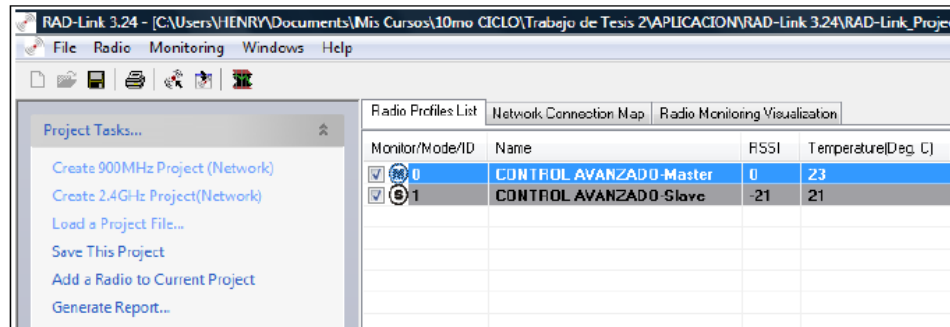 RAD-Link 3.24 - [C:\Users\HENRY\Documents\Mis Cursos\10mo CICLO\Trabajo de Tesis 2\APLICACION\RAD-Link 3.24\RAD-Link_Proje
File Radio Monitoring Windows Help
Radio Profiles List Network Connection Map Radio Monitoring Visualization
Project Tasks...
Monitor/Mode/ID Name RSSI Temperature(Deg. C)
Create 900MHz Project (Network)
M 0 CONTROL AVANZADO-Master 0 23
Create 2.4GHz Project(Network)
S 1 CONTROL AVANZADO-Slave -21 21
Load a Project File...
Save This Project
Add a Radio to Current Project
Generate Report...